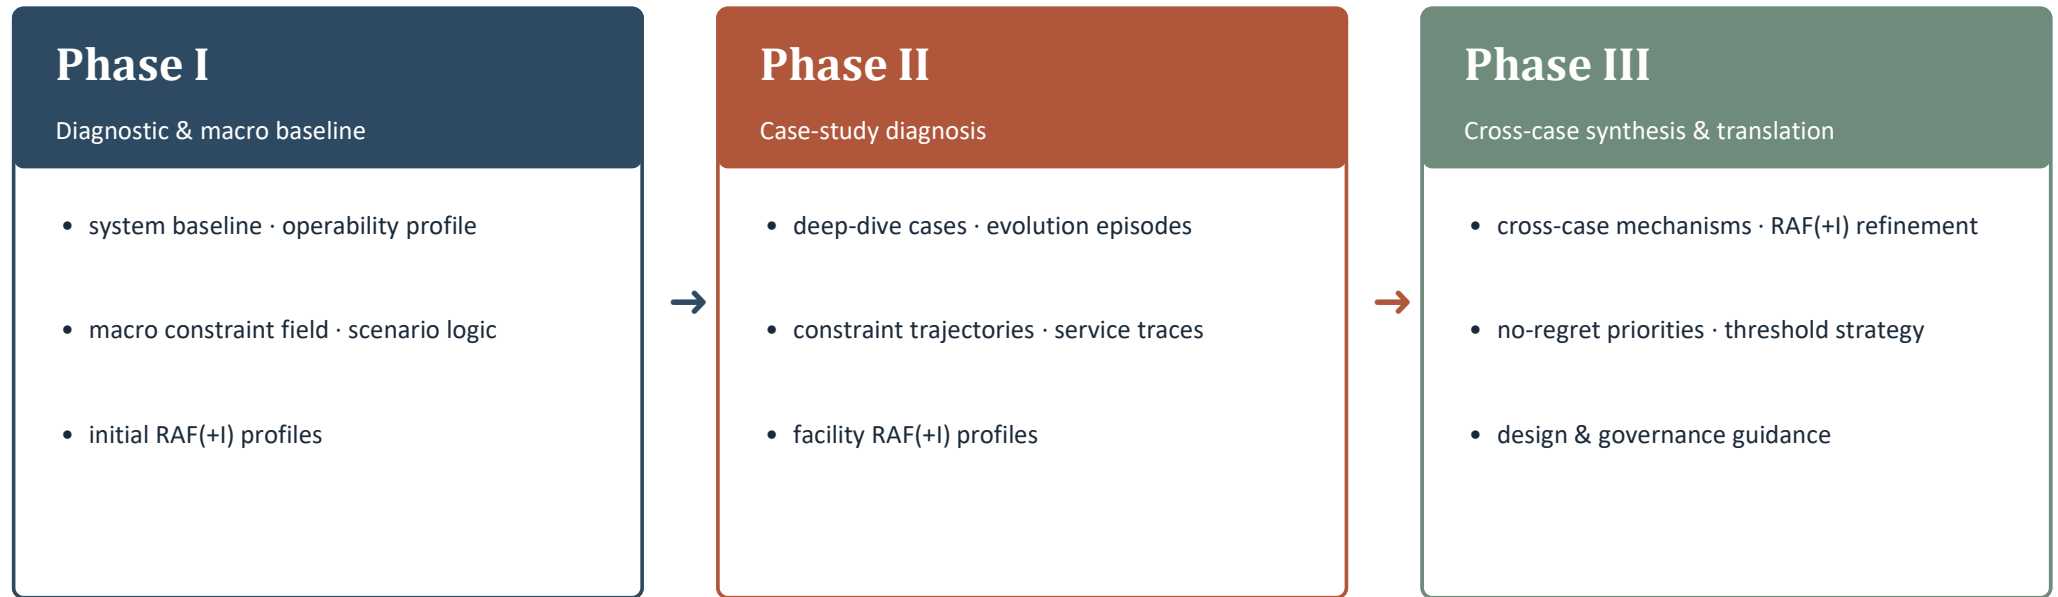 Phase I
Diagnostic & macro baseline
• system baseline · operability profile
• macro constraint field · scenario logic
• initial RAF(+I) profiles
→
Phase II
Case-study diagnosis
• deep-dive cases · evolution episodes
• constraint trajectories · service traces
• facility RAF(+I) profiles
→
Phase III
Cross-case synthesis & translation
• cross-case mechanisms · RAF(+I) refinement
• no-regret priorities · threshold strategy
• design & governance guidance